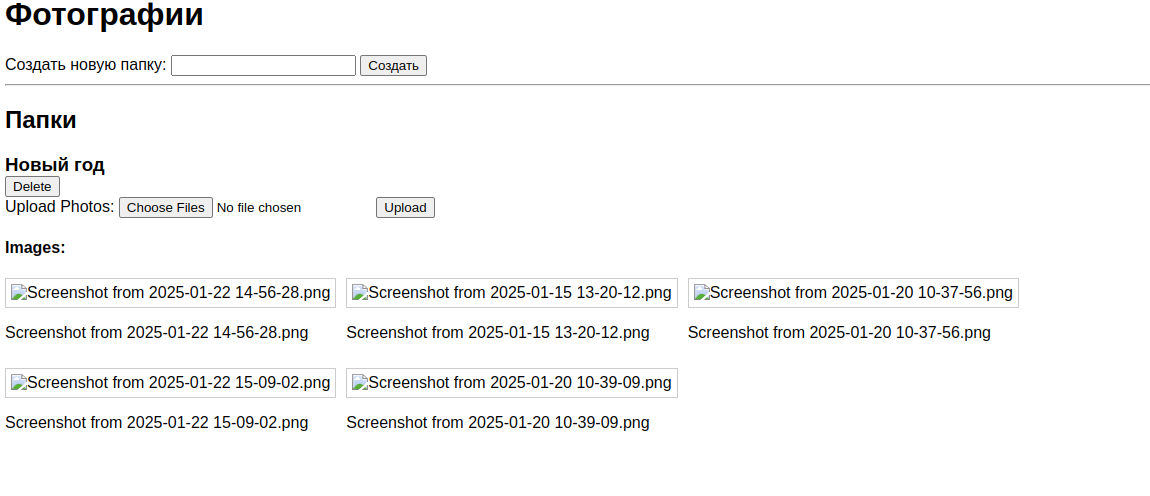 Фотографии
Создать новую папку: Создать
Папки
Новый год
Delete
Upload Photos: Choose Files No file chosen Upload
Images:
Screenshot from 2025-01-22 14-56-28.png Screenshot from 2025-01-15 13-20-12.png Screenshot from 2025-01-20 10-37-56.png
Screenshot from 2025-01-22 14-56-28.png Screenshot from 2025-01-15 13-20-12.png Screenshot from 2025-01-20 10-37-56.png
Screenshot from 2025-01-22 15-09-02.png Screenshot from 2025-01-20 10-39-09.png
Screenshot from 2025-01-22 15-09-02.png Screenshot from 2025-01-20 10-39-09.png